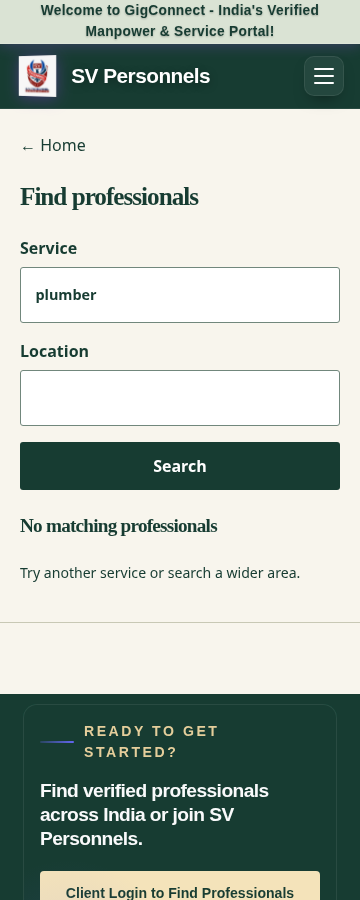 Welcome to GigConnect - India's Verified
Manpower & Service Portal!
SV Personnels
← Home
Find professionals
Service
plumber
Location
Search
No matching professionals
Try another service or search a wider area.
READY TO GET
STARTED?
Find verified professionals
across India or join SV
Personnels.
Client Login to Find Professionals